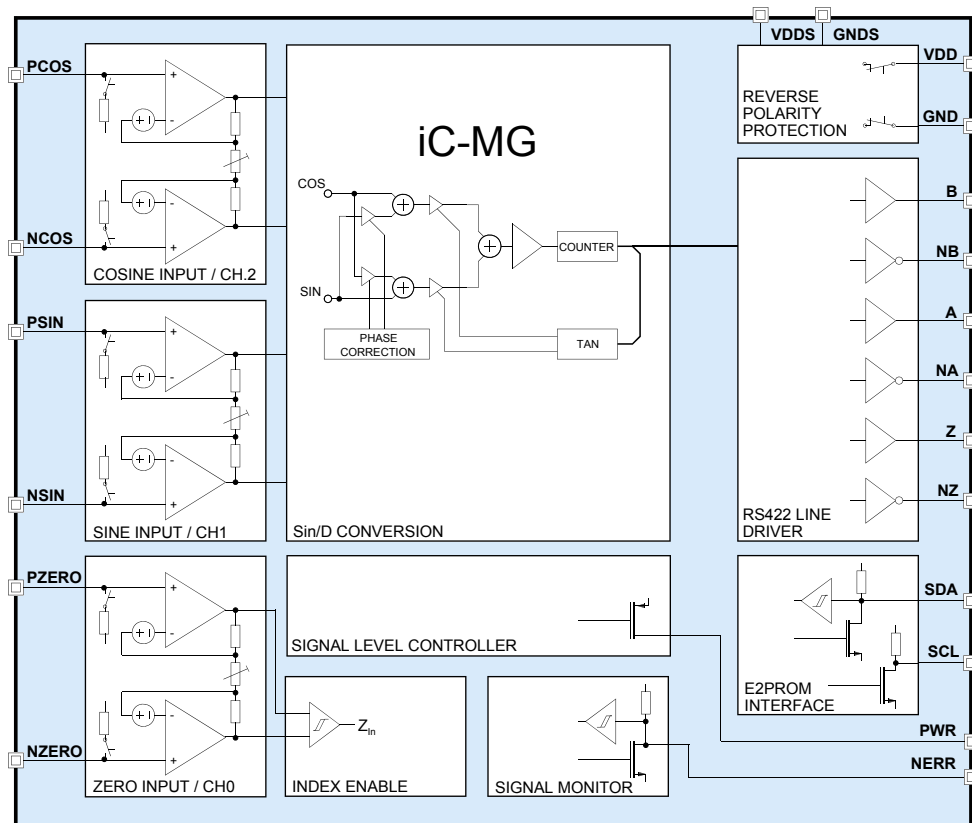 VDDS GNDS
PCOS
VDD
REVERSE
POLARITY
PROTECTION
GND
iC-MG
COS
SIN
COUNTER
PHASE
CORRECTION
TAN
NCOS
COSINE INPUT / CH.2
PSIN
NSIN
SINE INPUT / CH1
Sin/D CONVERSION
B
NB
A
NA
Z
NZ
RS422 LINE
DRIVER
PZERO
NZERO
ZERO INPUT / CH0
SIGNAL LEVEL CONTROLLER
ZIn
INDEX ENABLE
SIGNAL MONITOR
SDA
SCL
E2PROM
INTERFACE
PWR
NERR
+
-
-
+
+
-
-
+
+
-
-
+